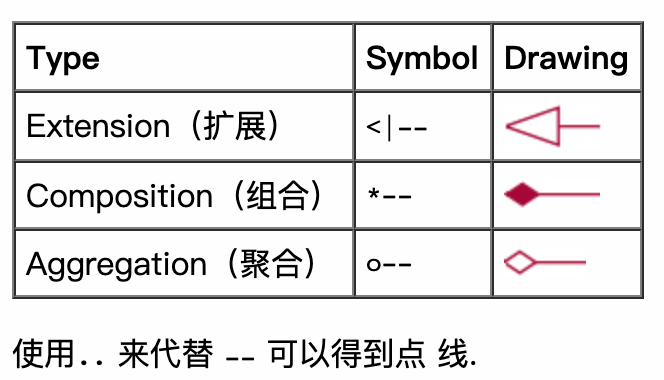 Type Symbol Drawing
Extension（扩展） <|--
Composition（组合） *--
Aggregation（聚合） o--
使用.. 来代替 -- 可以得到点 线.